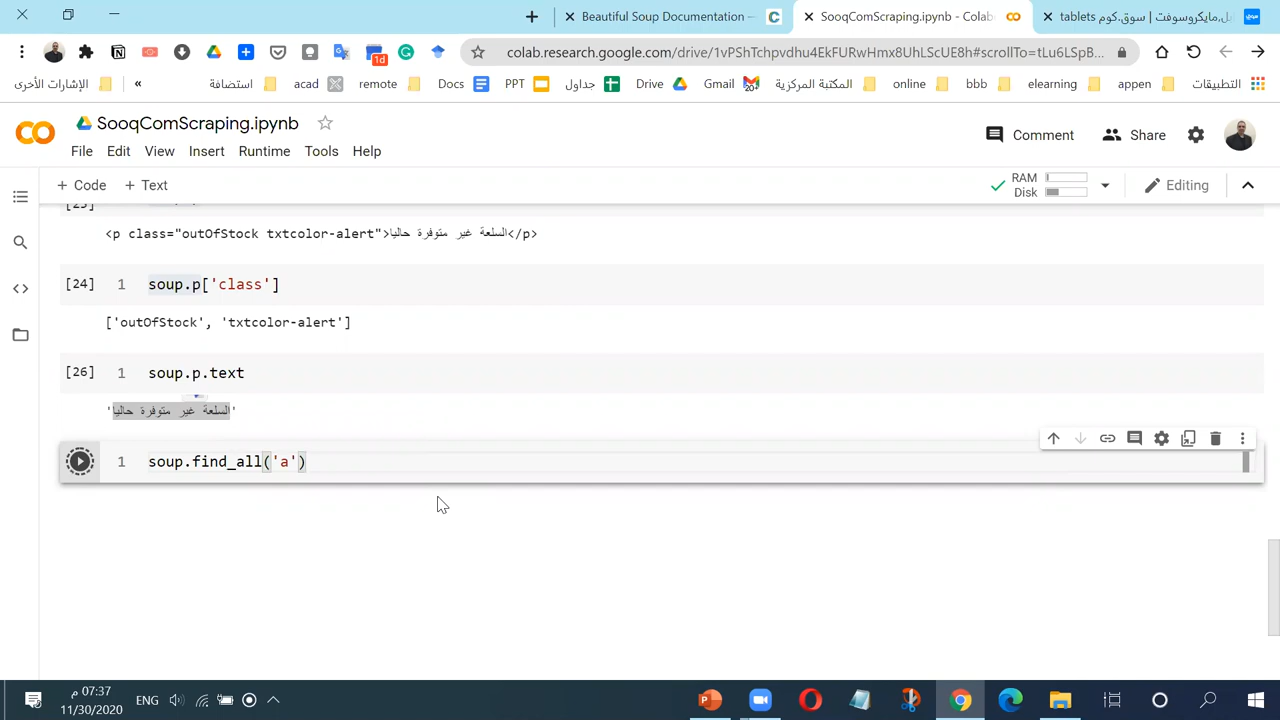 Beautiful Soup Documentation —
SooqComScraping.ipynb - Colab
tablets سوق.كوم | بل,مايكروسوفت
colab.research.google.com/drive/
الإشارات الأخرى
«
استضافة
acad
remote
Docs
PPT
جداول
Drive
Gmail
المكتبة المركزية
online
bbb
elearning
appen
التطبيقات
1d
20
SooqComScraping.ipynb
File Edit View Insert Runtime Tools Help
Comment
Share
+ Code + Text
RAM
Disk
Editing
<p class="outOfStock txtcolor-alert">السلعة غير متوفرة حاليا</p>
[24] 1 soup.p['class']
['outOfStock', 'txtcolor-alert']
[26] 1 soup.p.text
'السلعة غير متوفرة حاليا'
1 soup.find_all('a')
07:37 م
11/30/2020
ENG